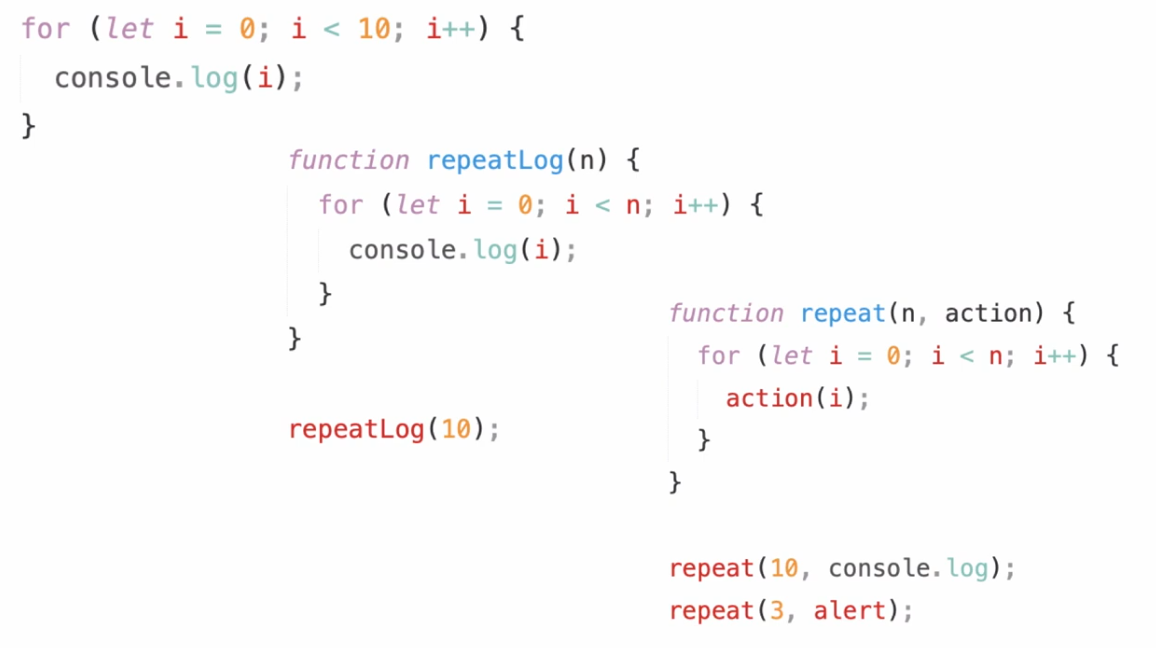 for (let i = 0; i < 10; i++) {
  console.log(i);
}
function repeatLog(n) {
  for (let i = 0; i < n; i++) {
    console.log(i);
  }
}
repeatLog(10);
function repeat(n, action) {
  for (let i = 0; i < n; i++) {
    action(i);
  }
}
repeat(10, console.log);
repeat(3, alert);